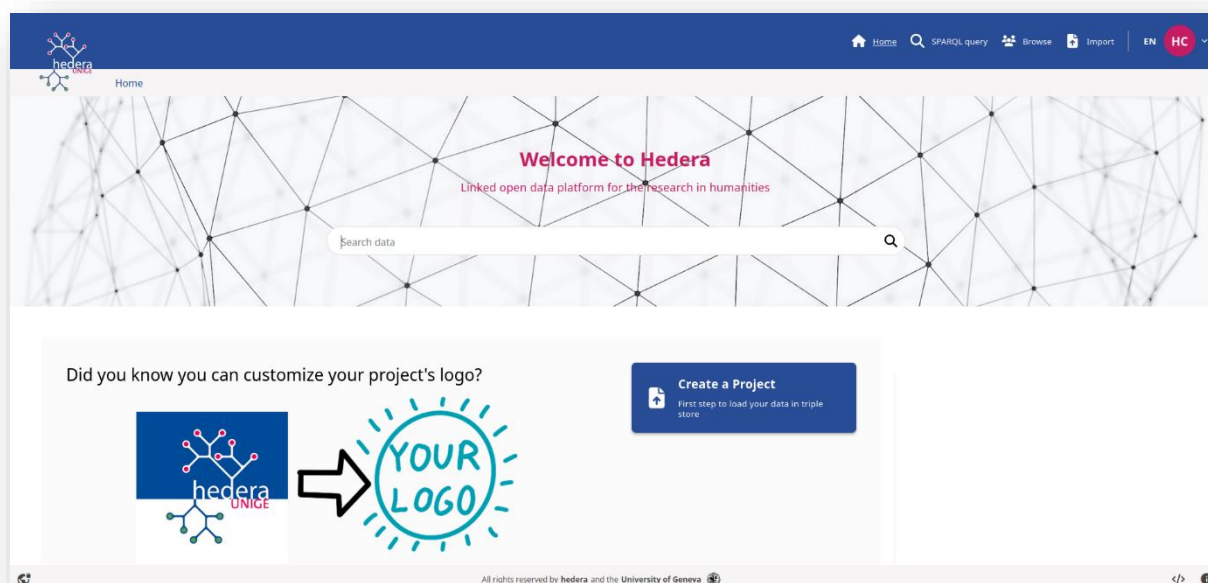 hedera
UNIGE
Home
SPARQL query
Browse
Import
EN
HC
Home
Welcome to Hedera
Linked open data platform for the research in humanities
Search data
Did you know you can customize your project's logo?
hedera
UNIGE
YOUR
LOGO
Create a Project
First step to load your data in triple
store
All rights reserved by hedera and the University of Geneva
</>